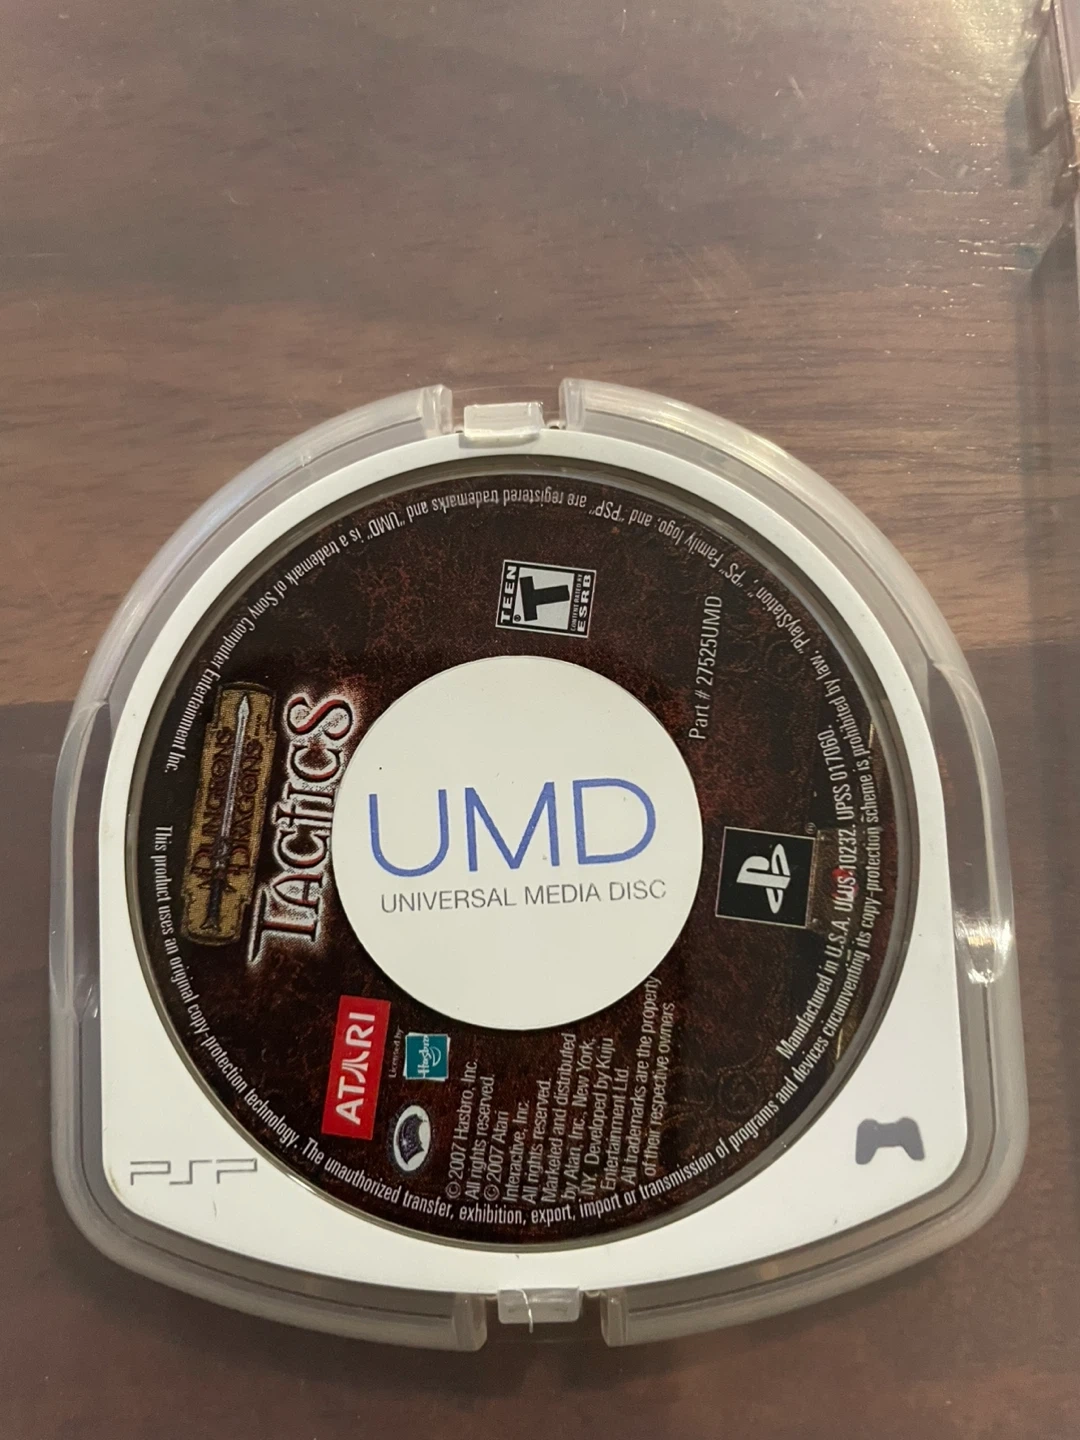 UMD
UNIVERSAL MEDIA DISC
PSP
DUNGEONS
DRAGONS
TACTICS
TEEN
T
CONTENT RATED BY
ESRB
Part # 27525UMD
ATARI
Licensed by
Hasbro
© 2007 Hasbro, Inc.
All rights reserved.
© 2007 Atari
Interactive, Inc.
All rights reserved.
Marketed and distributed
by Atari, Inc. New York,
NY. Developed by Kuju
Entertainment Ltd.
All trademarks are the property
of their respective owners.
Manufactured in U.S.A. ULUS 10232. UPSS 017060.
This product uses an original copy-protection technology. The unauthorized transfer, exhibition, export, import or transmission of programs and devices circumventing its copy-protection scheme is prohibited by law. "PlayStation", "PS" Family logo, and "PSP" are registered trademarks and "UMD" is a trademark of Sony Computer Entertainment Inc.